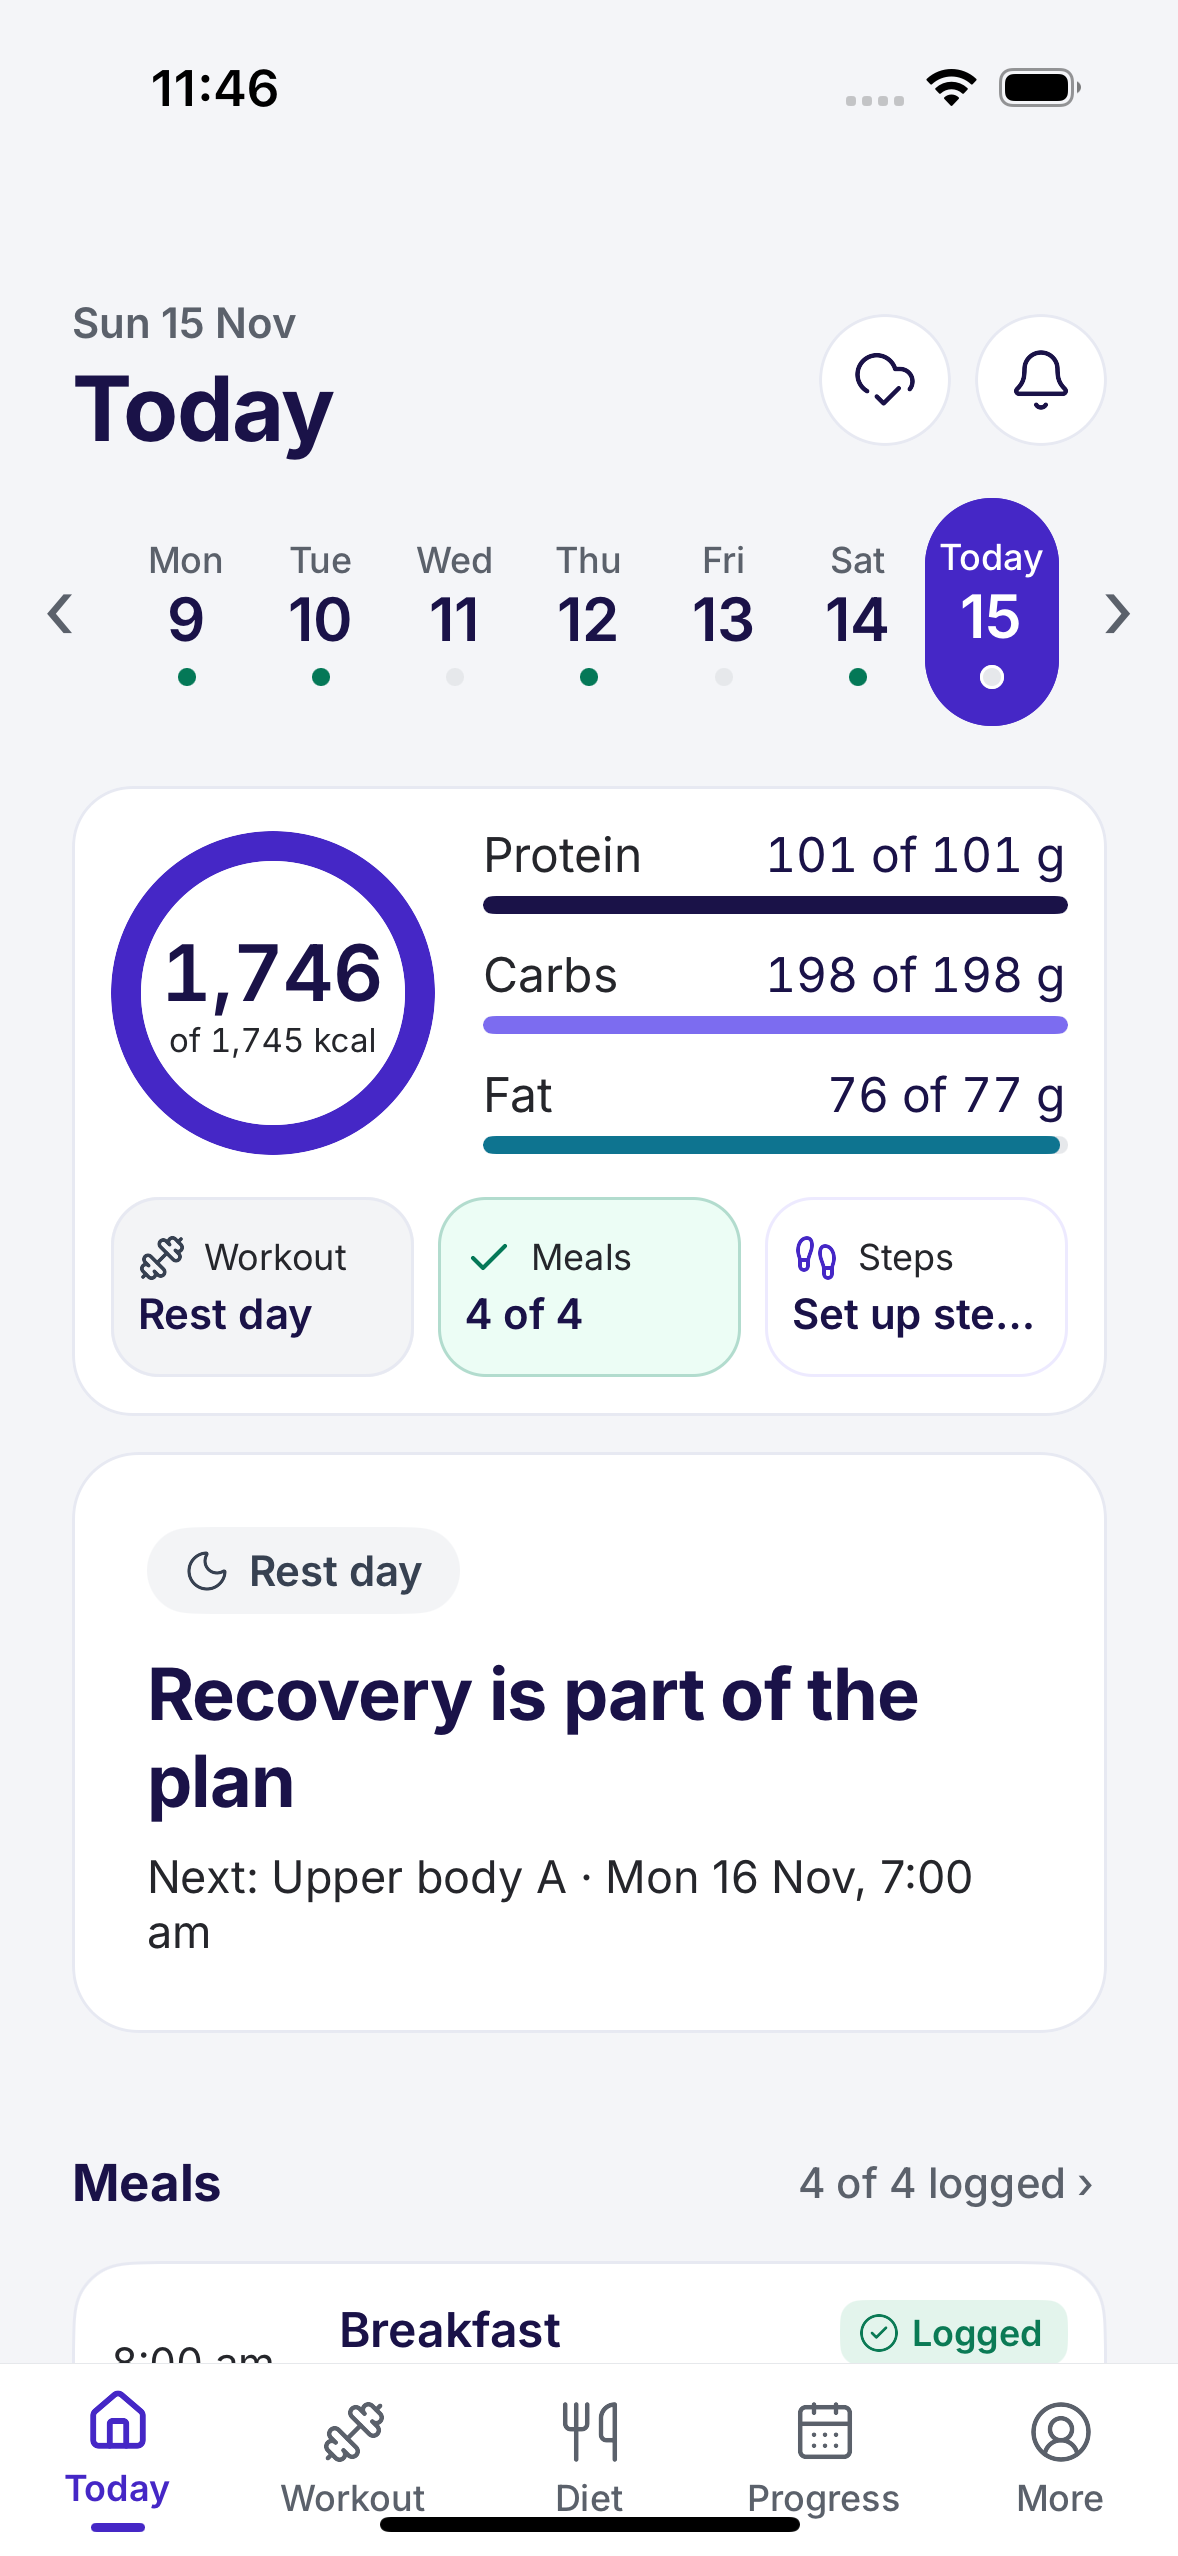 11:46
Sun 15 Nov
Today
Mon Tue Wed Thu Fri Sat Today
‹ 9 10 11 12 13 14 15 ›
Protein 101 of 101 g
Carbs 198 of 198 g
Fat 76 of 77 g
1,746
of 1,745 kcal
Workout
Rest day
Meals
4 of 4
Steps
Set up ste...
Rest day
Recovery is part of the
plan
Next: Upper body A · Mon 16 Nov, 7:00
am
Meals 4 of 4 logged ›
Breakfast Logged
8:00 am
Today Workout Diet Progress More